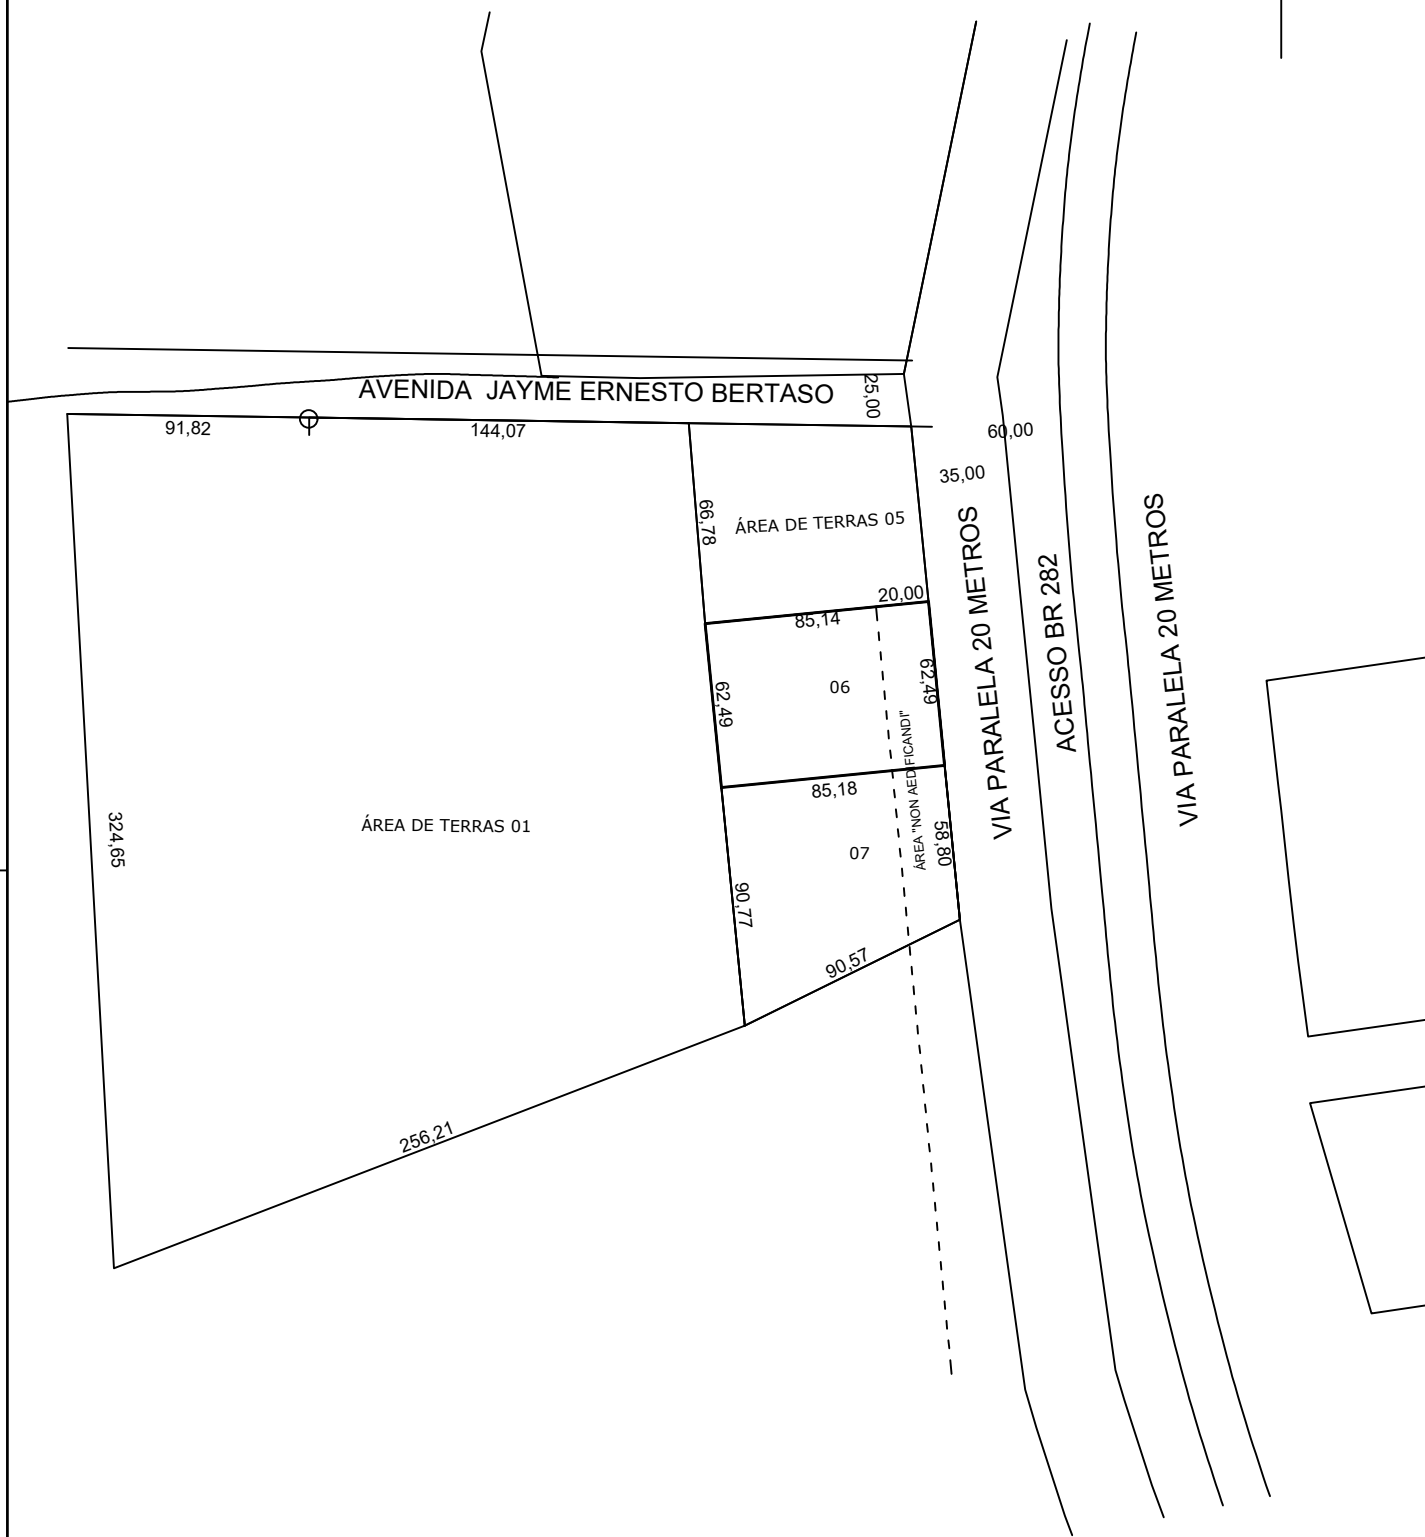 AVENIDA JAYME ERNESTO BERTASO
25,00
91,82
144,07
60,00
35,00
66,78
ÁREA DE TERRAS 05
VIA PARALELA 20 METROS
ACESSO BR 282
VIA PARALELA 20 METROS
20,00
85,14
62,49
06
62,49
ÁREA "NON AEDIFICANDI"
85,18
324,65
ÁREA DE TERRAS 01
07
58,80
90,77
90,57
256,21